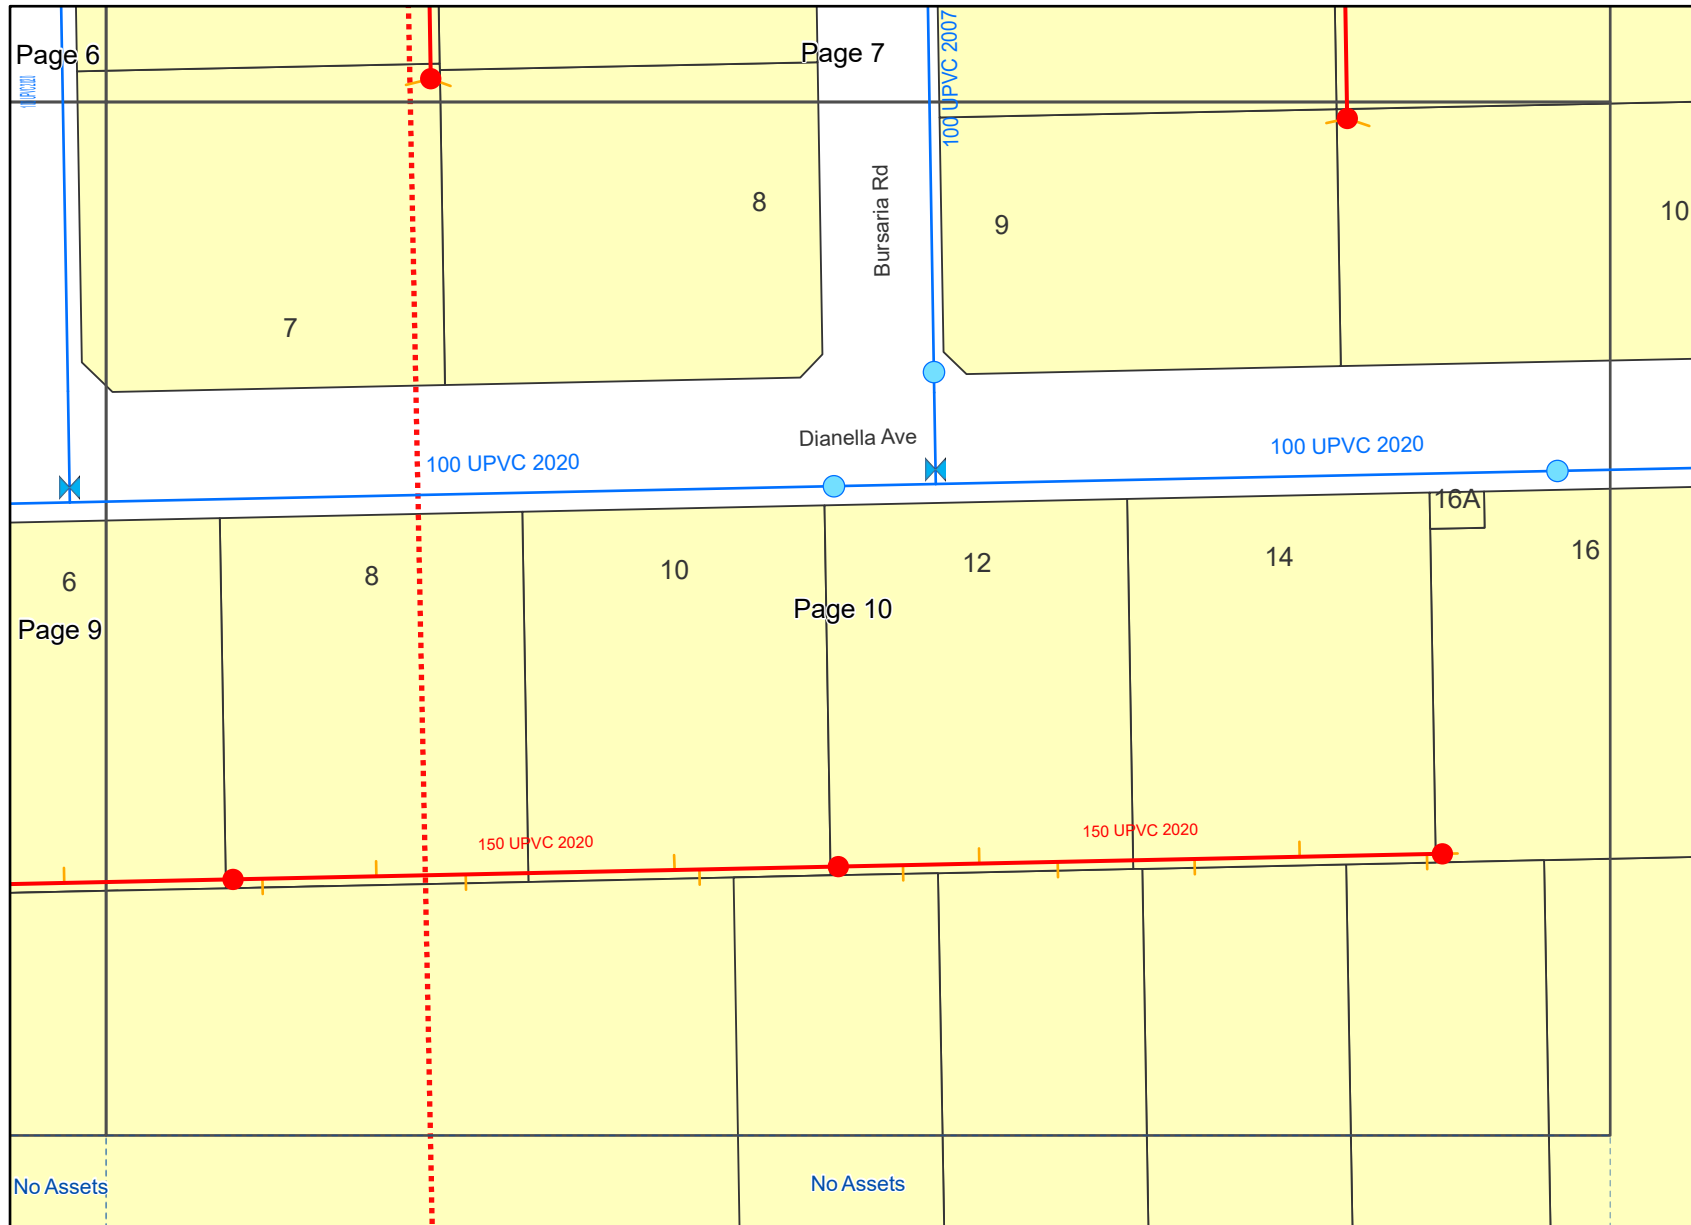 Page 6
Page 7
100 UPVC 2007
8
Bursaria Rd
9
10
7
Dianella Ave
100 UPVC 2020
100 UPVC 2020
16A
6
8
10
12
14
16
Page 9
Page 10
150 UPVC 2020
150 UPVC 2020
No Assets
No Assets